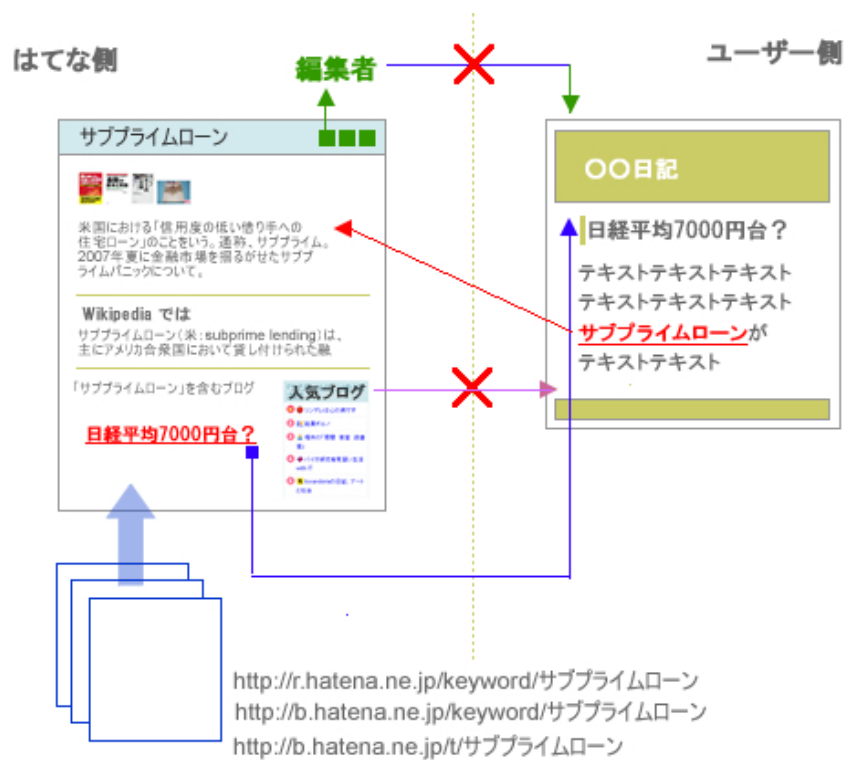 はてな側
ユーザー側
編集者
サブプライムローン
〇〇日記
米国における「信用度の低い借り手への
住宅ローン」のことをいう。通称、サブプライム。
2007年夏に金融市場を揺るがせたサブプ
ライムパニックについて。
日経平均7000円台？
テキストテキストテキスト
テキストテキストテキスト
サブプライムローンが
テキストテキスト
Wikipedia では
サブプライムローン（米：subprime lending）は、
主にアメリカ合衆国において貸し付けられた融
「サブプライムローン」を含むブログ
人気ブログ
日経平均7000円台？
http://r.hatena.ne.jp/keyword/サブプライムローン
http://b.hatena.ne.jp/keyword/サブプライムローン
http://b.hatena.ne.jp/t/サブプライムローン